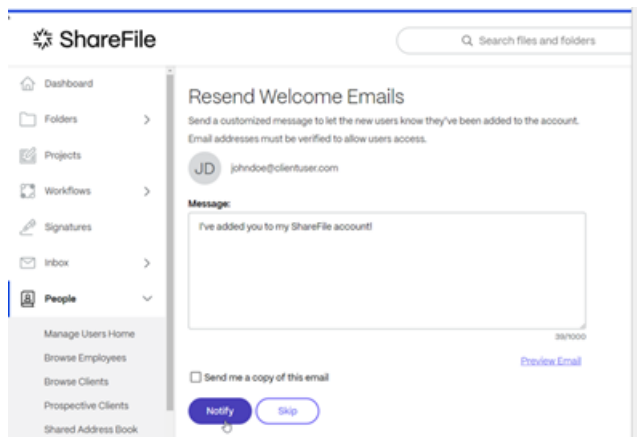 ShareFile
Search files and folders
Dashboard
Folders
Projects
Workflows
Signatures
Inbox
People
Manage Users Home
Browse Employees
Browse Clients
Prospective Clients
Shared Address Book
Resend Welcome Emails
Send a customized message to let the new users know they've been added to the account.
Email addresses must be verified to allow users access.
JD
johndoe@clientuser.com
Message:
I've added you to my ShareFile account!
39/1000
Preview Email
Send me a copy of this email
Notify
Skip